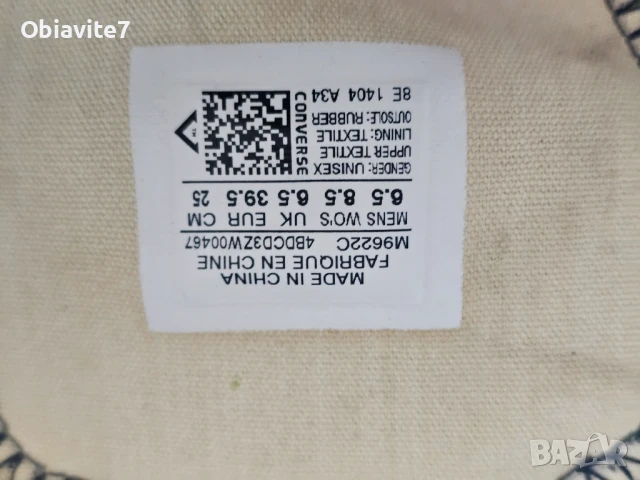 Obiavite7
MADE IN CHINA
FABRIQUE EN CHINE
M9622C 4BDCD3ZW00467
MENS WO'S UK EUR CM
6.5 8.5 6.5 39.5 25
GENDER: UNISEX
UPPER TEXTILE
LINING: TEXTILE
OUTSOLE: RUBBER
CONVERSE
8E 1404 A34
bazar